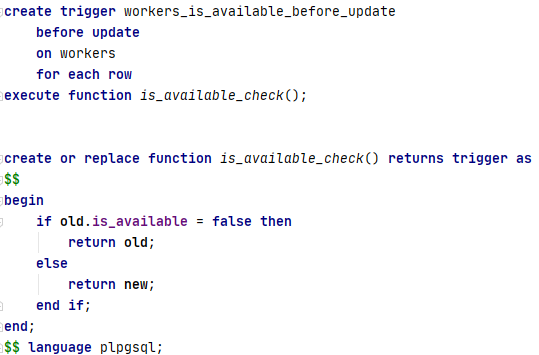 create trigger workers_is_available_before_update
    before update
    on workers
    for each row
execute function is_available_check();
create or replace function is_available_check() returns trigger as
$$
begin
    if old.is_available = false then
        return old;
    else
        return new;
    end if;
end;
$$ language plpgsql;